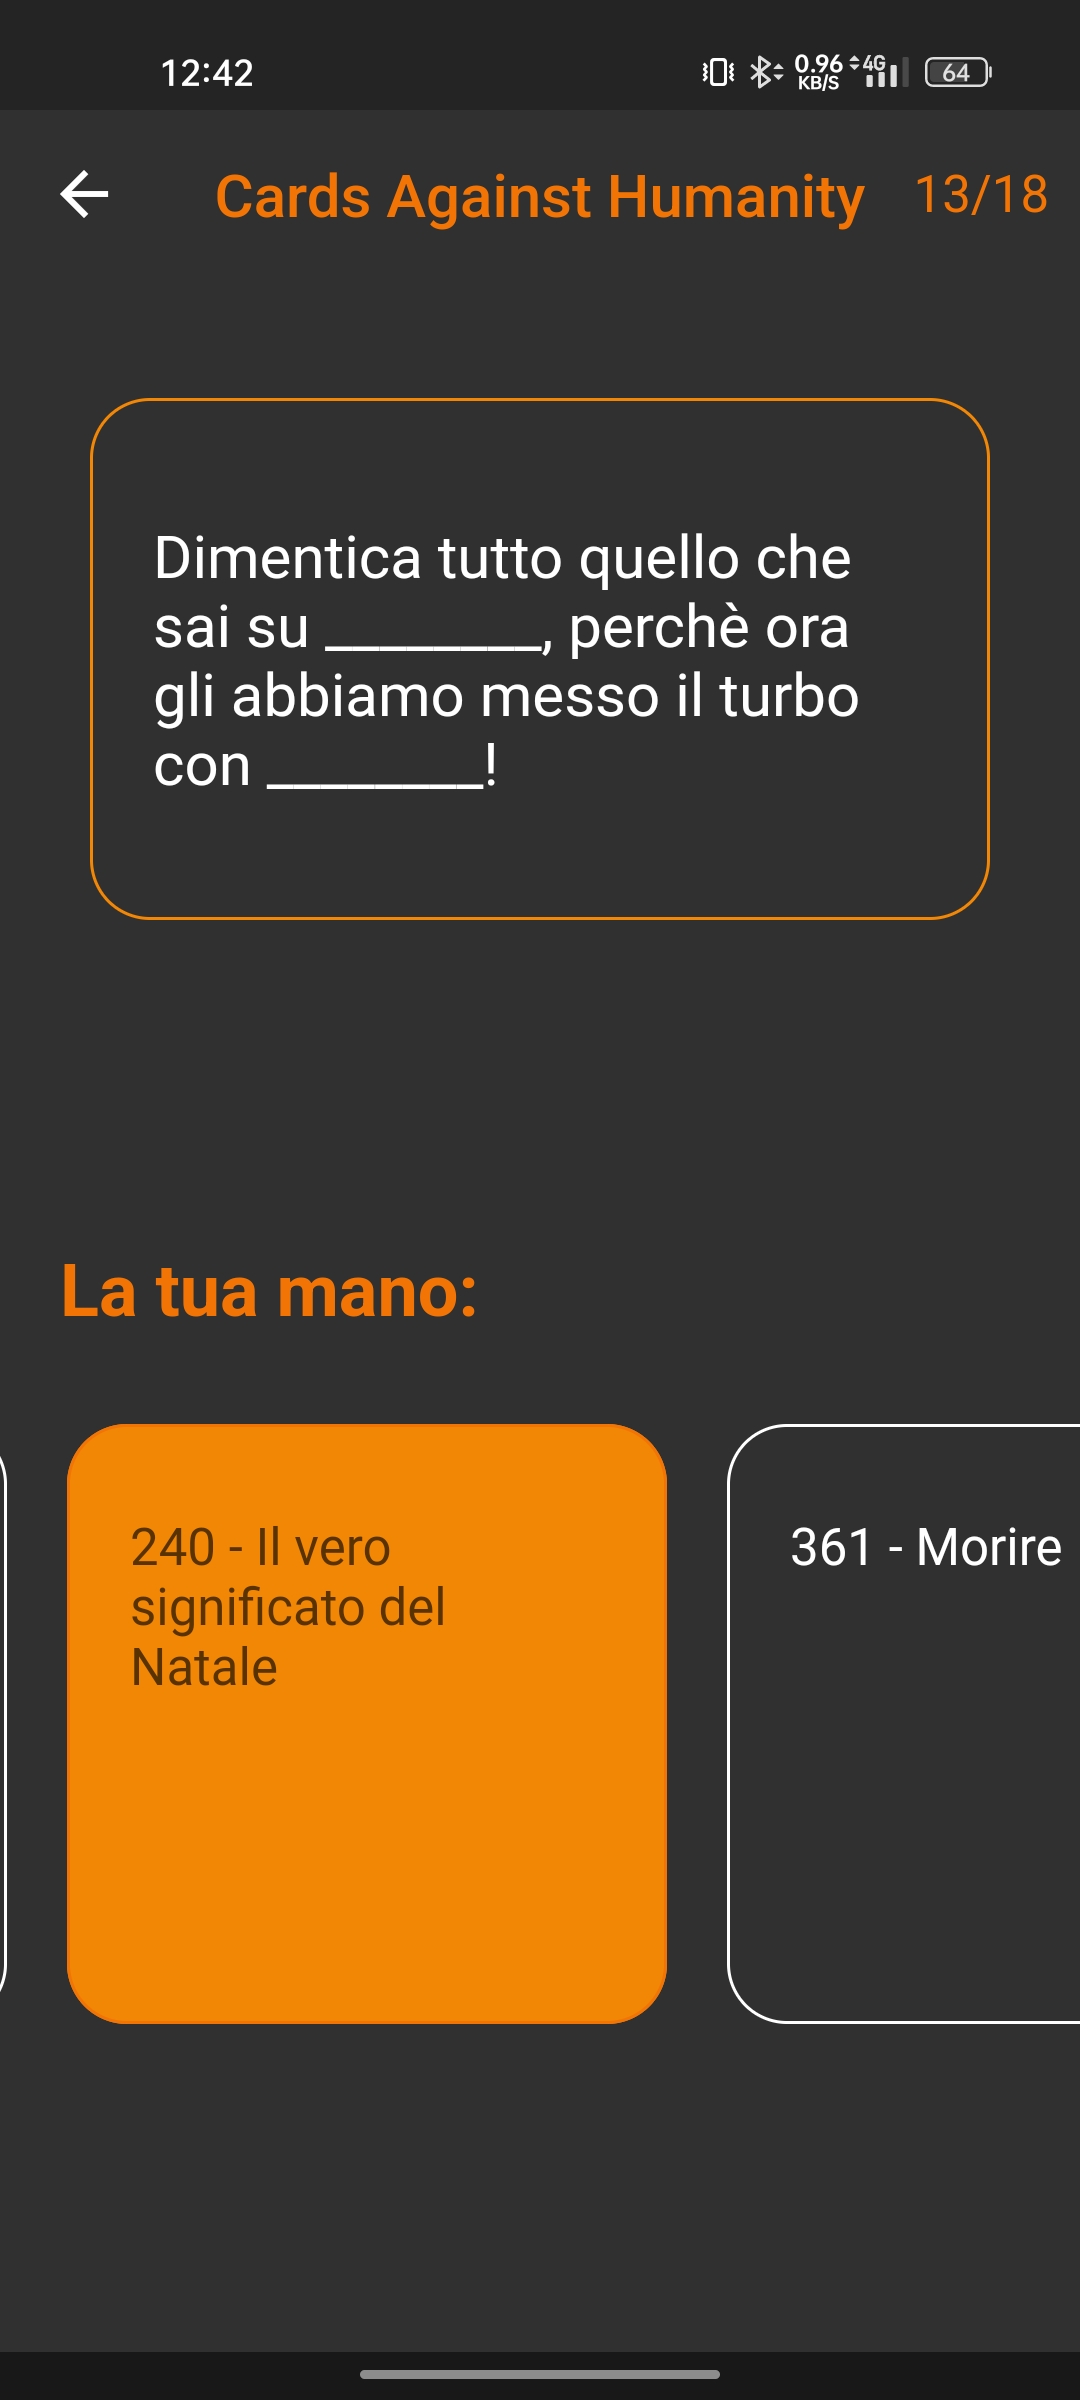 12:42
0.96
KB/S
4G
64
Cards Against Humanity
13/18
Dimentica tutto quello che
sai su ________, perchè ora
gli abbiamo messo il turbo
con ________!
La tua mano:
240 - Il vero
significato del
Natale
361 - Morire